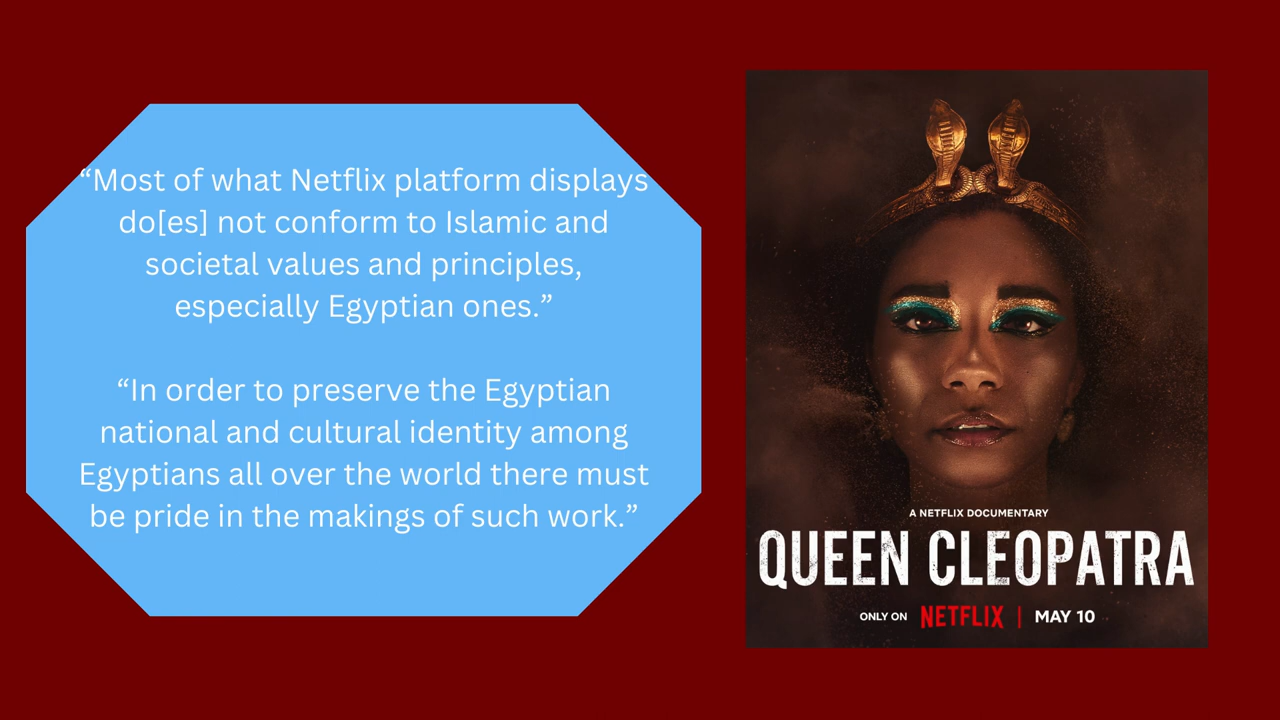 “Most of what Netflix platform displays
do[es] not conform to Islamic and
societal values and principles,
especially Egyptian ones.”
“In order to preserve the Egyptian
national and cultural identity among
Egyptians all over the world there must
be pride in the makings of such work.”
A NETFLIX DOCUMENTARY
QUEEN CLEOPATRA
ONLY ON NETFLIX | MAY 10